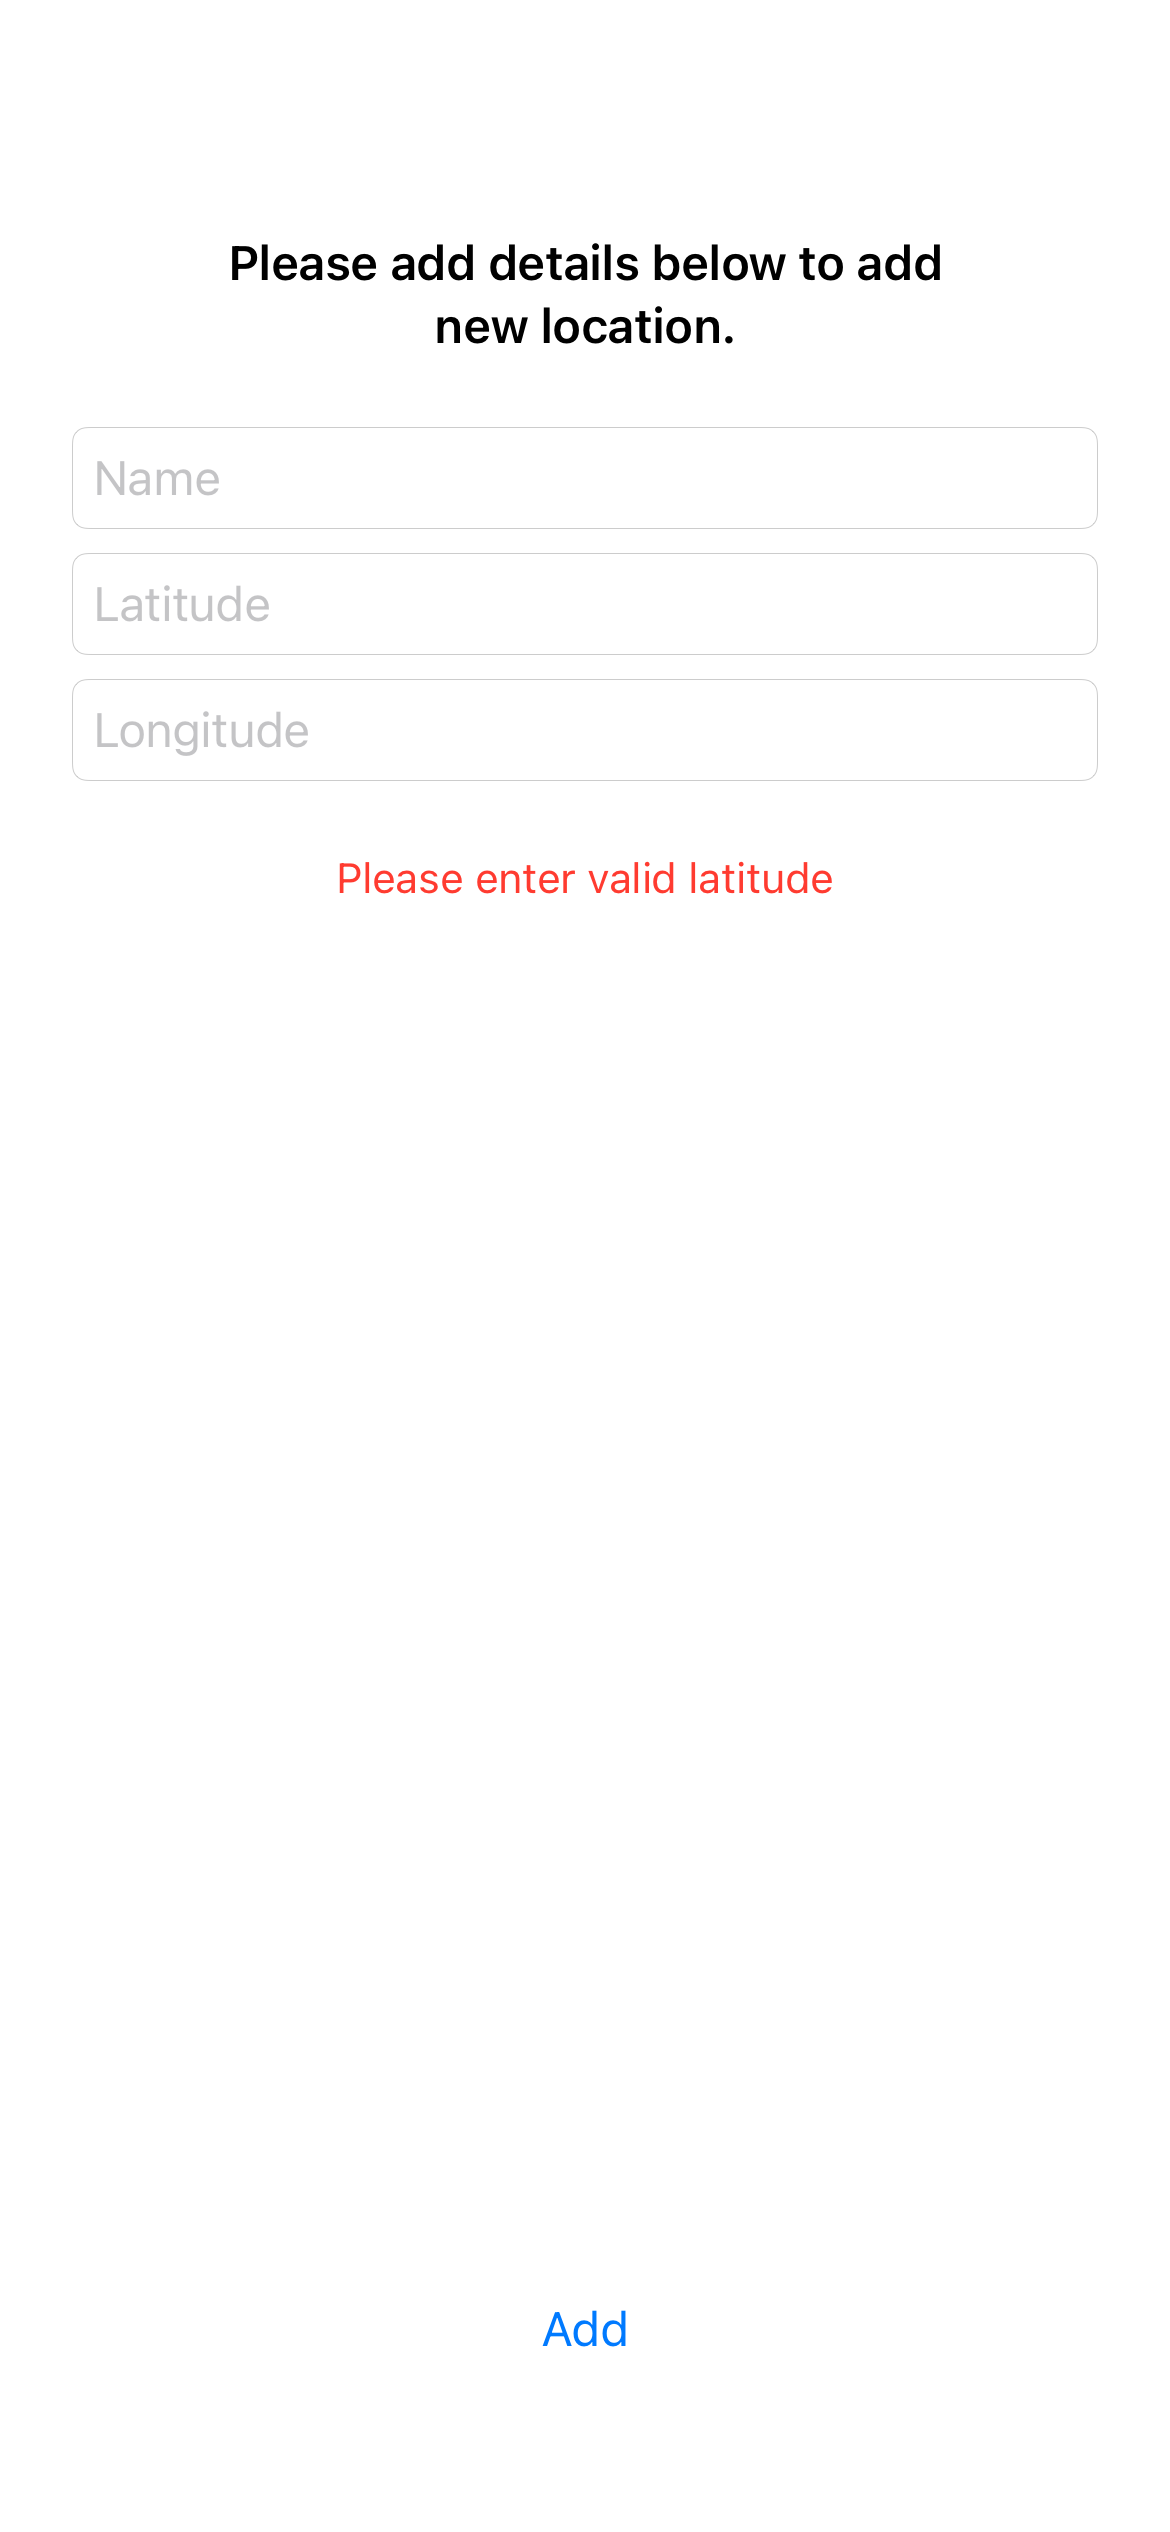 Please add details below to add
new location.
Name
Latitude
Longitude
Please enter valid latitude
Add